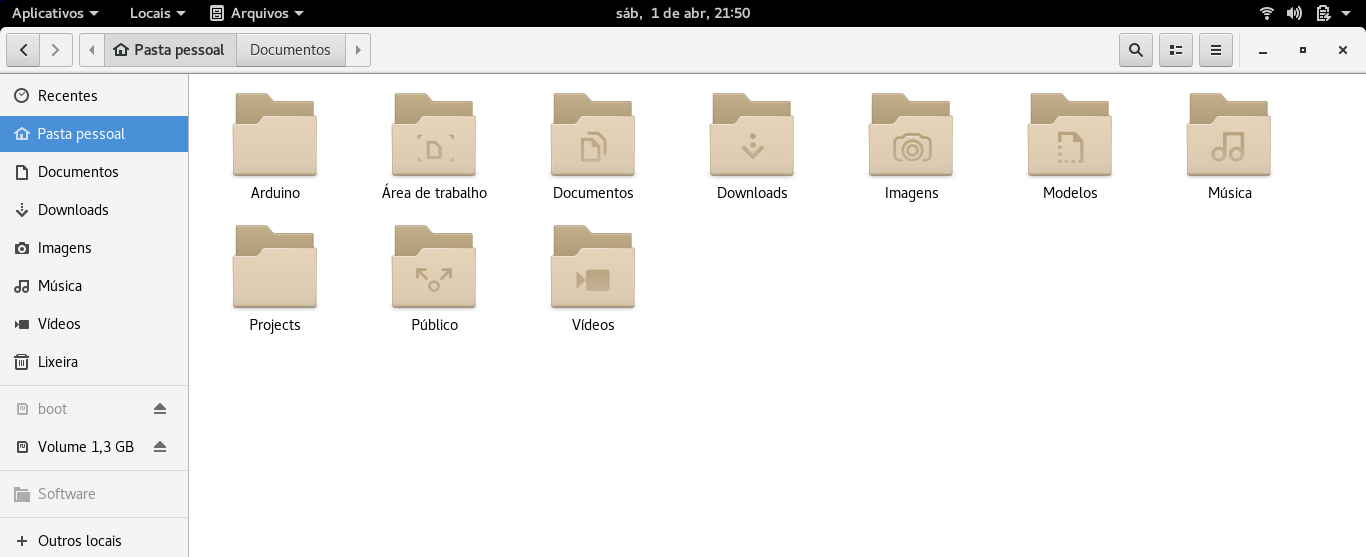 Aplicativos Locais Arquivos sáb, 1 de abr, 21:50
Pasta pessoal Documentos
Recentes
Pasta pessoal
Documentos
Downloads
Imagens
Música
Vídeos
Lixeira
boot
Volume 1,3 GB
Software
Outros locais
Arduino Área de trabalho Documentos Downloads Imagens Modelos Música
Projects Público Vídeos